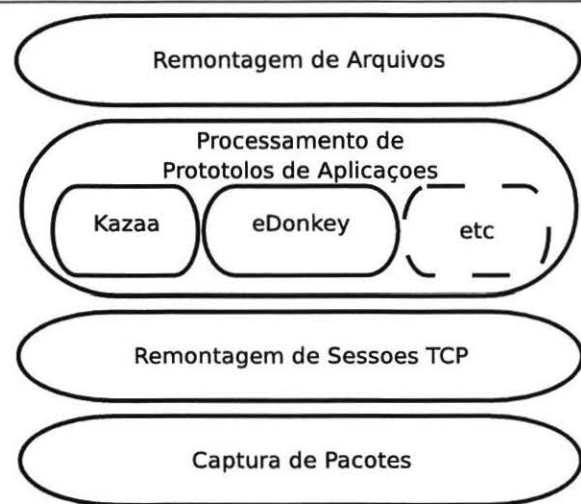 Remontagem de Arquivos
Processamento de
Prototolos de Aplicaçoes
Kazaa
eDonkey
etc
Remontagem de Sessoes TCP
Captura de Pacotes